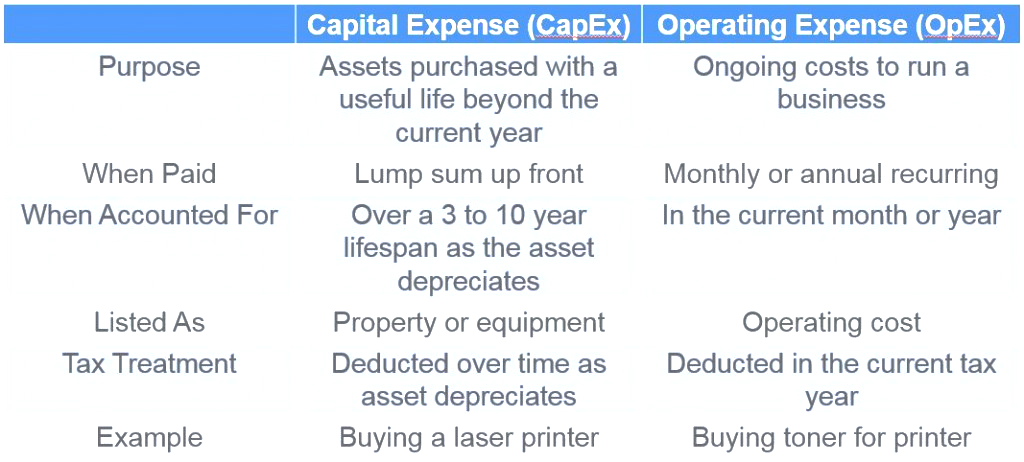 Capital Expense (CapEx) Operating Expense (OpEx)
Purpose Assets purchased with a Ongoing costs to run a
useful life beyond the business
current year
When Paid Lump sum up front Monthly or annual recurring
When Accounted For Over a 3 to 10 year In the current month or year
lifespan as the asset
depreciates
Listed As Property or equipment Operating cost
Tax Treatment Deducted over time as Deducted in the current tax
asset depreciates year
Example Buying a laser printer Buying toner for printer